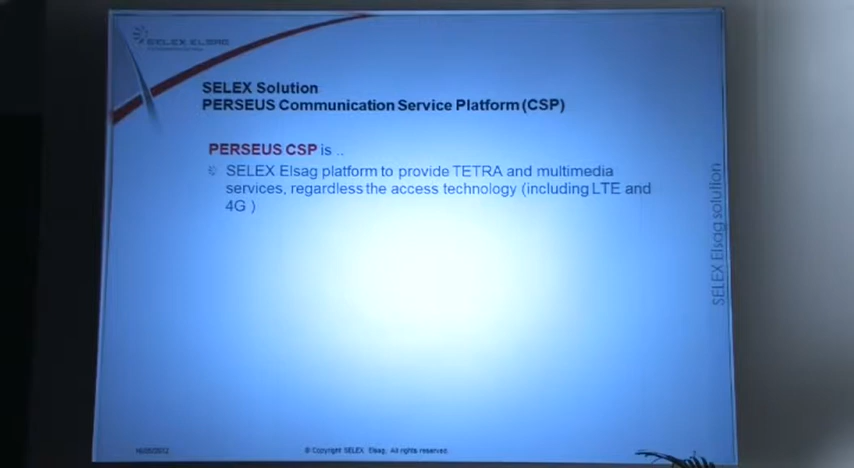 SELEX ELSAG
SELEX Solution
PERSEUS Communication Service Platform (CSP)
PERSEUS CSP is ..
SELEX Elsag platform to provide TETRA and multimedia
services, regardless the access technology (including LTE and
4G )
SELEX Elsag solution
© Copyright SELEX Elsag, All rights reserved